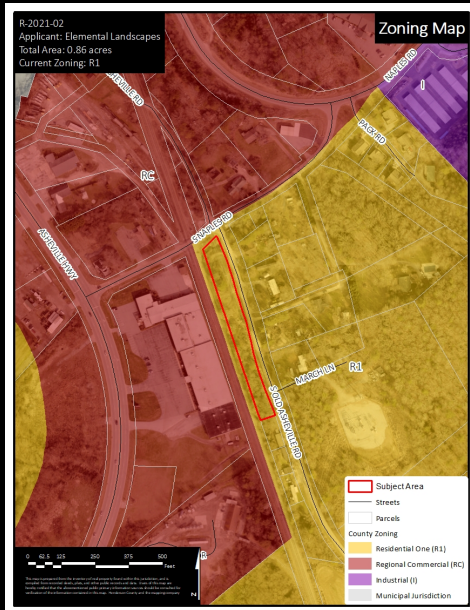 R-2021-02
Applicant: Elemental Landscapes
Total Area: 0.86 acres
Current Zoning: R1
Zoning Map
NAPLES RD
I
PACK RD
RC
S NAPLES RD
ASHEVILLE HWY
MARCH LN
R1
S OLD ASHEVILLE RD
Subject Area
Streets
Parcels
County Zoning
Residential One (R1)
Regional Commercial (RC)
Industrial (I)
Municipal Jurisdiction
0 62.5 125 250 375 500
Feet